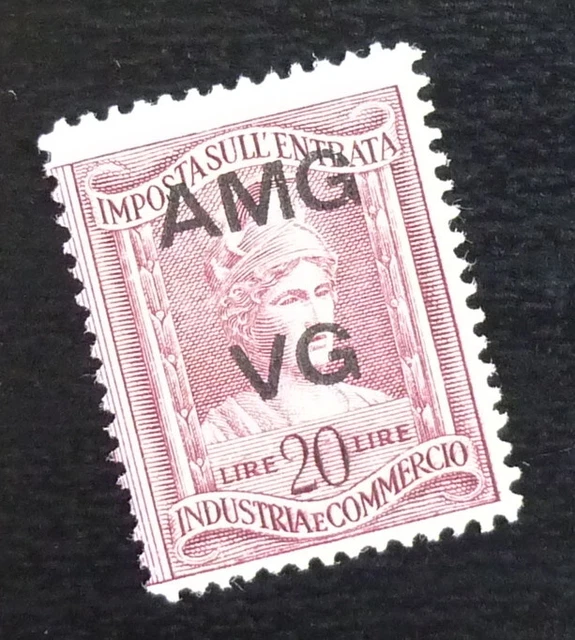 IMPOSTA SULL'ENTRATA
AMG
VG
LIRE 20 LIRE
INDUSTRIA E COMMERCIO